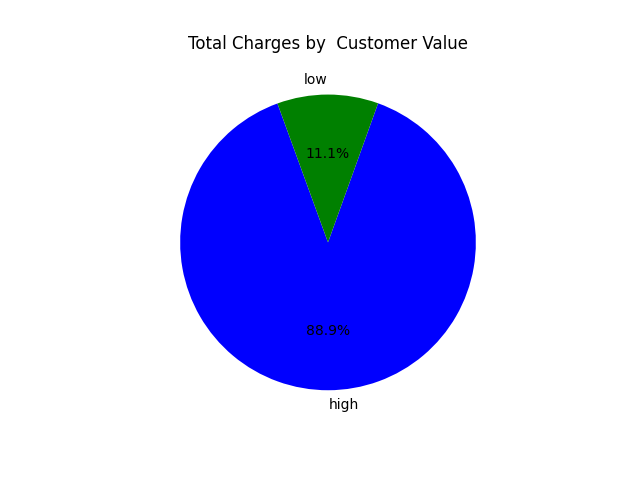 Total Charges by  Customer Value
low
11.1%
88.9%
high